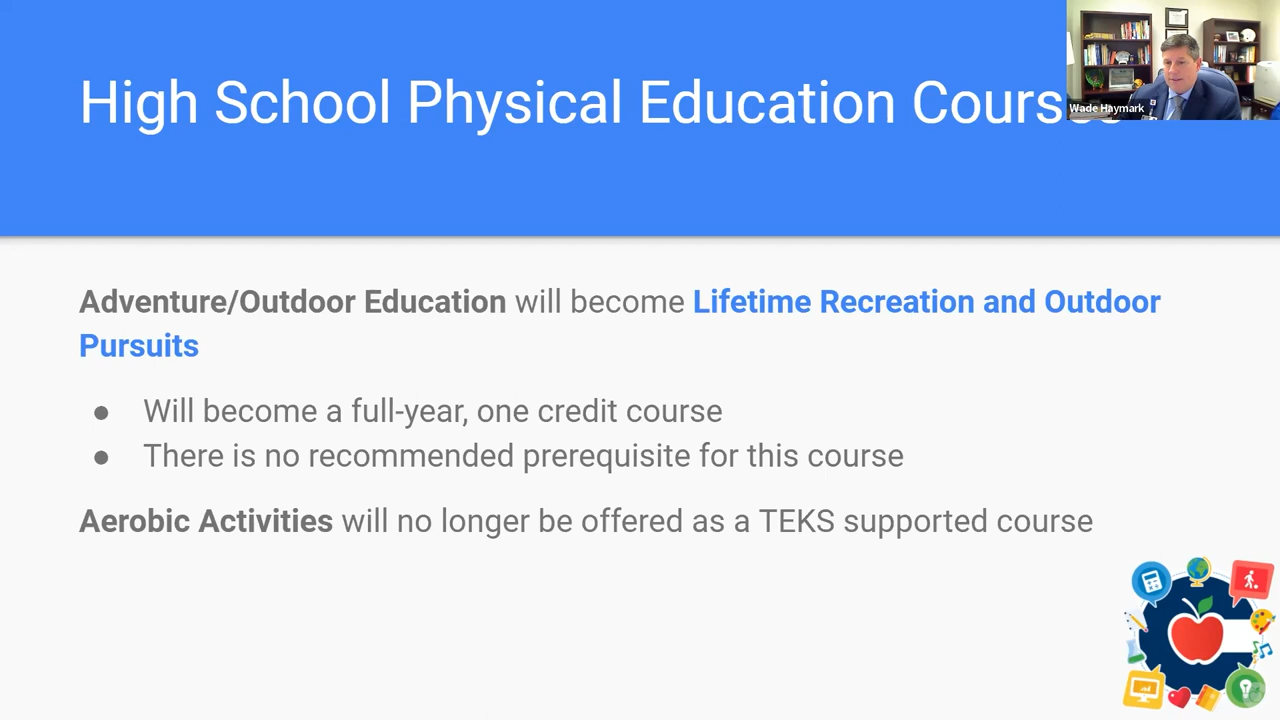 High School Physical Education Courses
Wade Haymark
Adventure/Outdoor Education will become Lifetime Recreation and Outdoor
Pursuits
● Will become a full-year, one credit course
● There is no recommended prerequisite for this course
Aerobic Activities will no longer be offered as a TEKS supported course